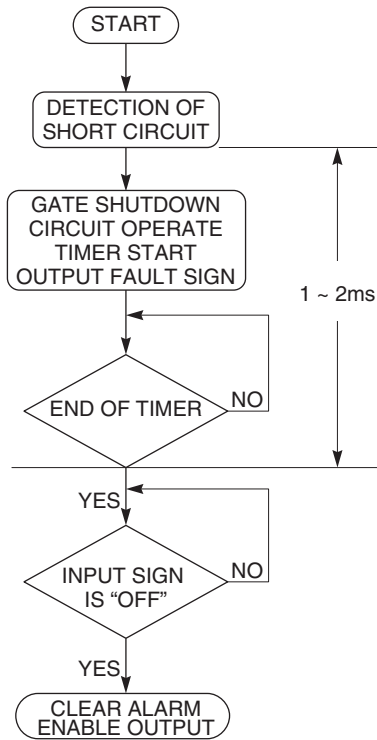 START
DETECTION OF
SHORT CIRCUIT
GATE SHUTDOWN
CIRCUIT OPERATE
TIMER START
OUTPUT FAULT SIGN
1 ~ 2ms
END OF TIMER
NO
YES
INPUT SIGN
IS “OFF”
NO
YES
CLEAR ALARM
ENABLE OUTPUT